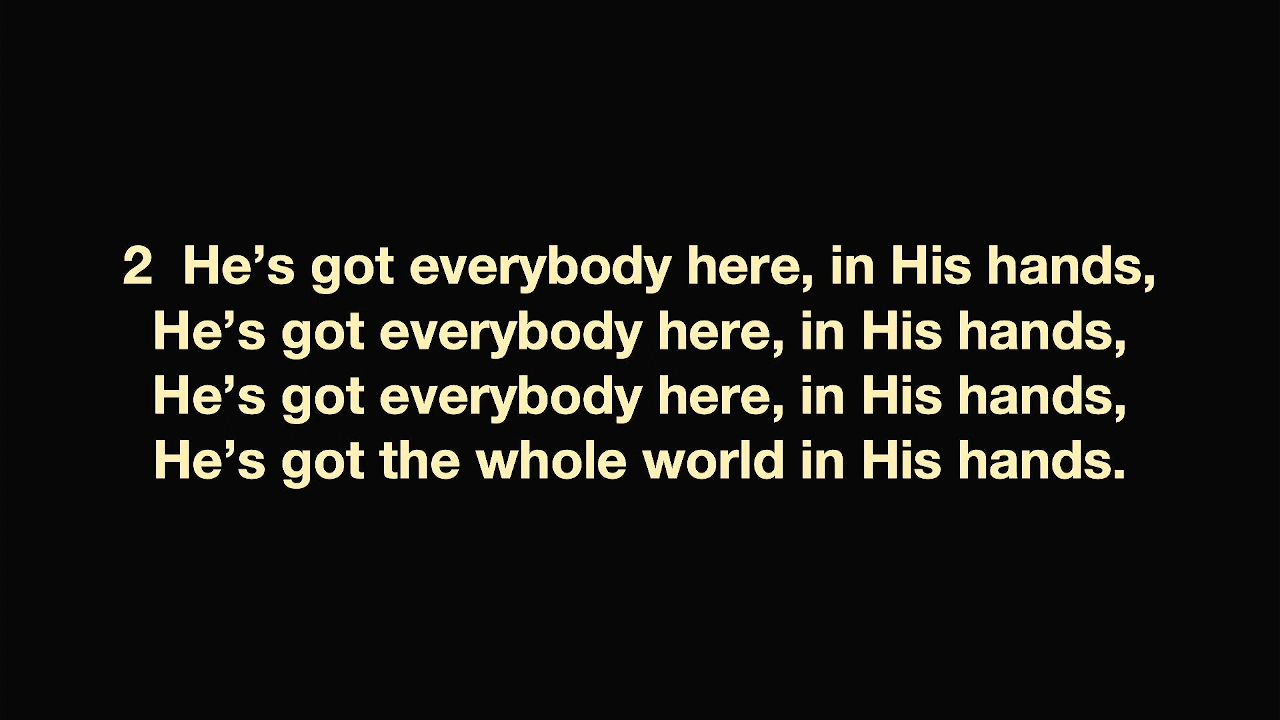 2  He’s got everybody here, in His hands,
He’s got everybody here, in His hands,
He’s got everybody here, in His hands,
He’s got the whole world in His hands.